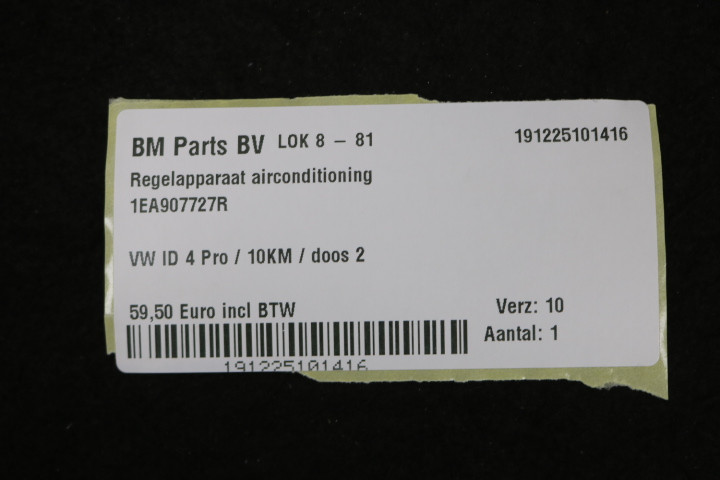 BM Parts BV LOK 8 – 81 191225101416
Regelapparaat airconditioning
1EA907727R
VW ID 4 Pro / 10KM / doos 2
59,50 Euro incl BTW Verz: 10
Aantal: 1
191225101416